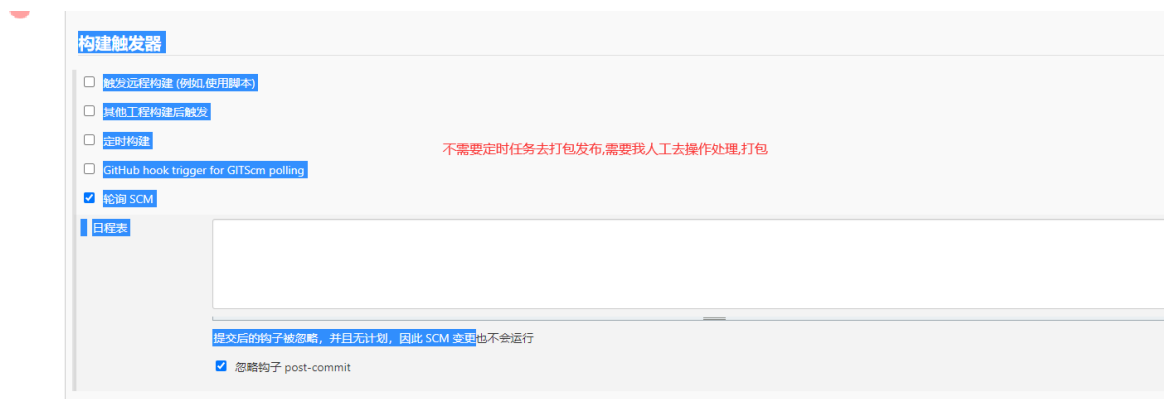 构建触发器
触发远程构建 (例如,使用脚本)
其他工程构建后触发
定时构建
不需要定时任务去打包发布,需要我人工去操作处理,打包
GitHub hook trigger for GITScm polling
轮询 SCM
日程表
提交后的钩子被忽略，并且无计划，因此 SCM 变更也不会运行
忽略钩子 post-commit